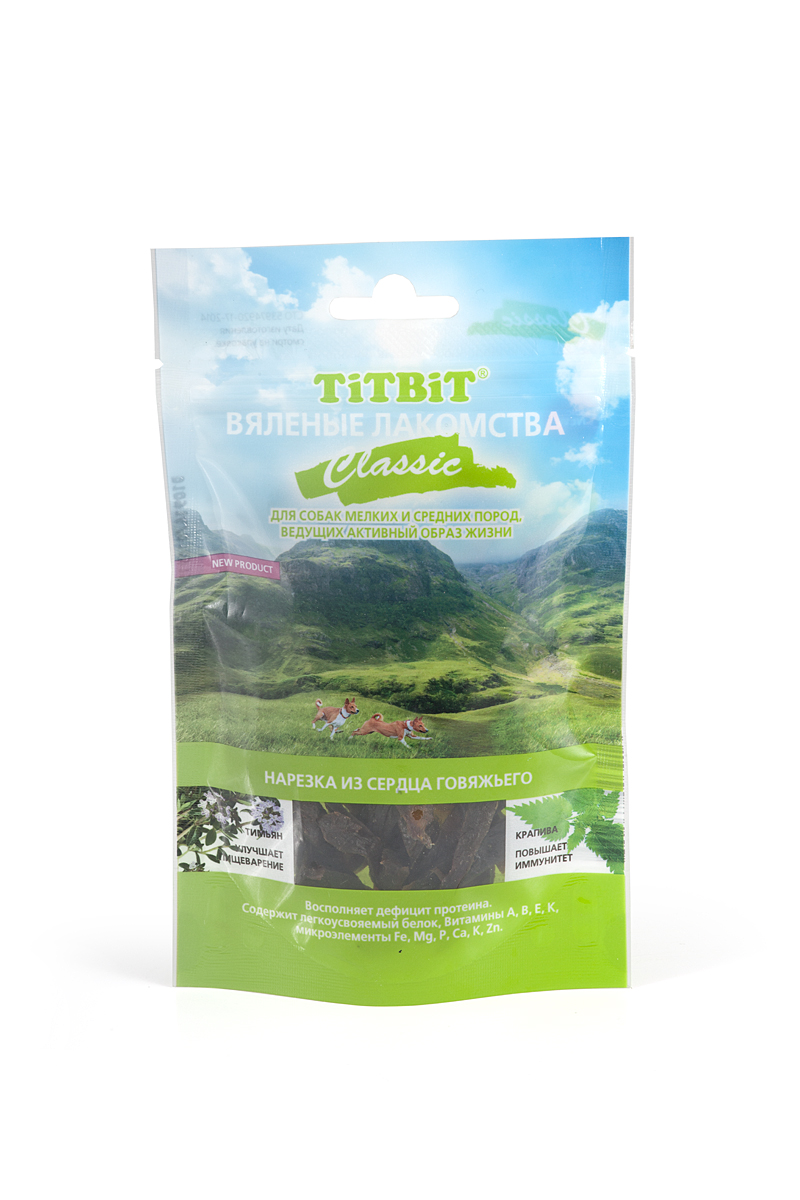 TiTBiT®
ВЯЛЕНЫЕ ЛАКОМСТВА
Classic
ДЛЯ СОБАК МЕЛКИХ И СРЕДНИХ ПОРОД,
ВЕДУЩИХ АКТИВНЫЙ ОБРАЗ ЖИЗНИ
NEW PRODUCT
НАРЕЗКА ИЗ СЕРДЦА ГОВЯЖЬЕГО
ТИМЬЯН
УЛУЧШАЕТ
ПИЩЕВАРЕНИЕ
КРАПИВА
ПОВЫШАЕТ
ИММУНИТЕТ
Восполняет дефицит протеина.
Содержит легкоусвояемый белок, Витамины А, В, Е, К,
микроэлементы Fe, Mg, P, Ca, K, Zn.